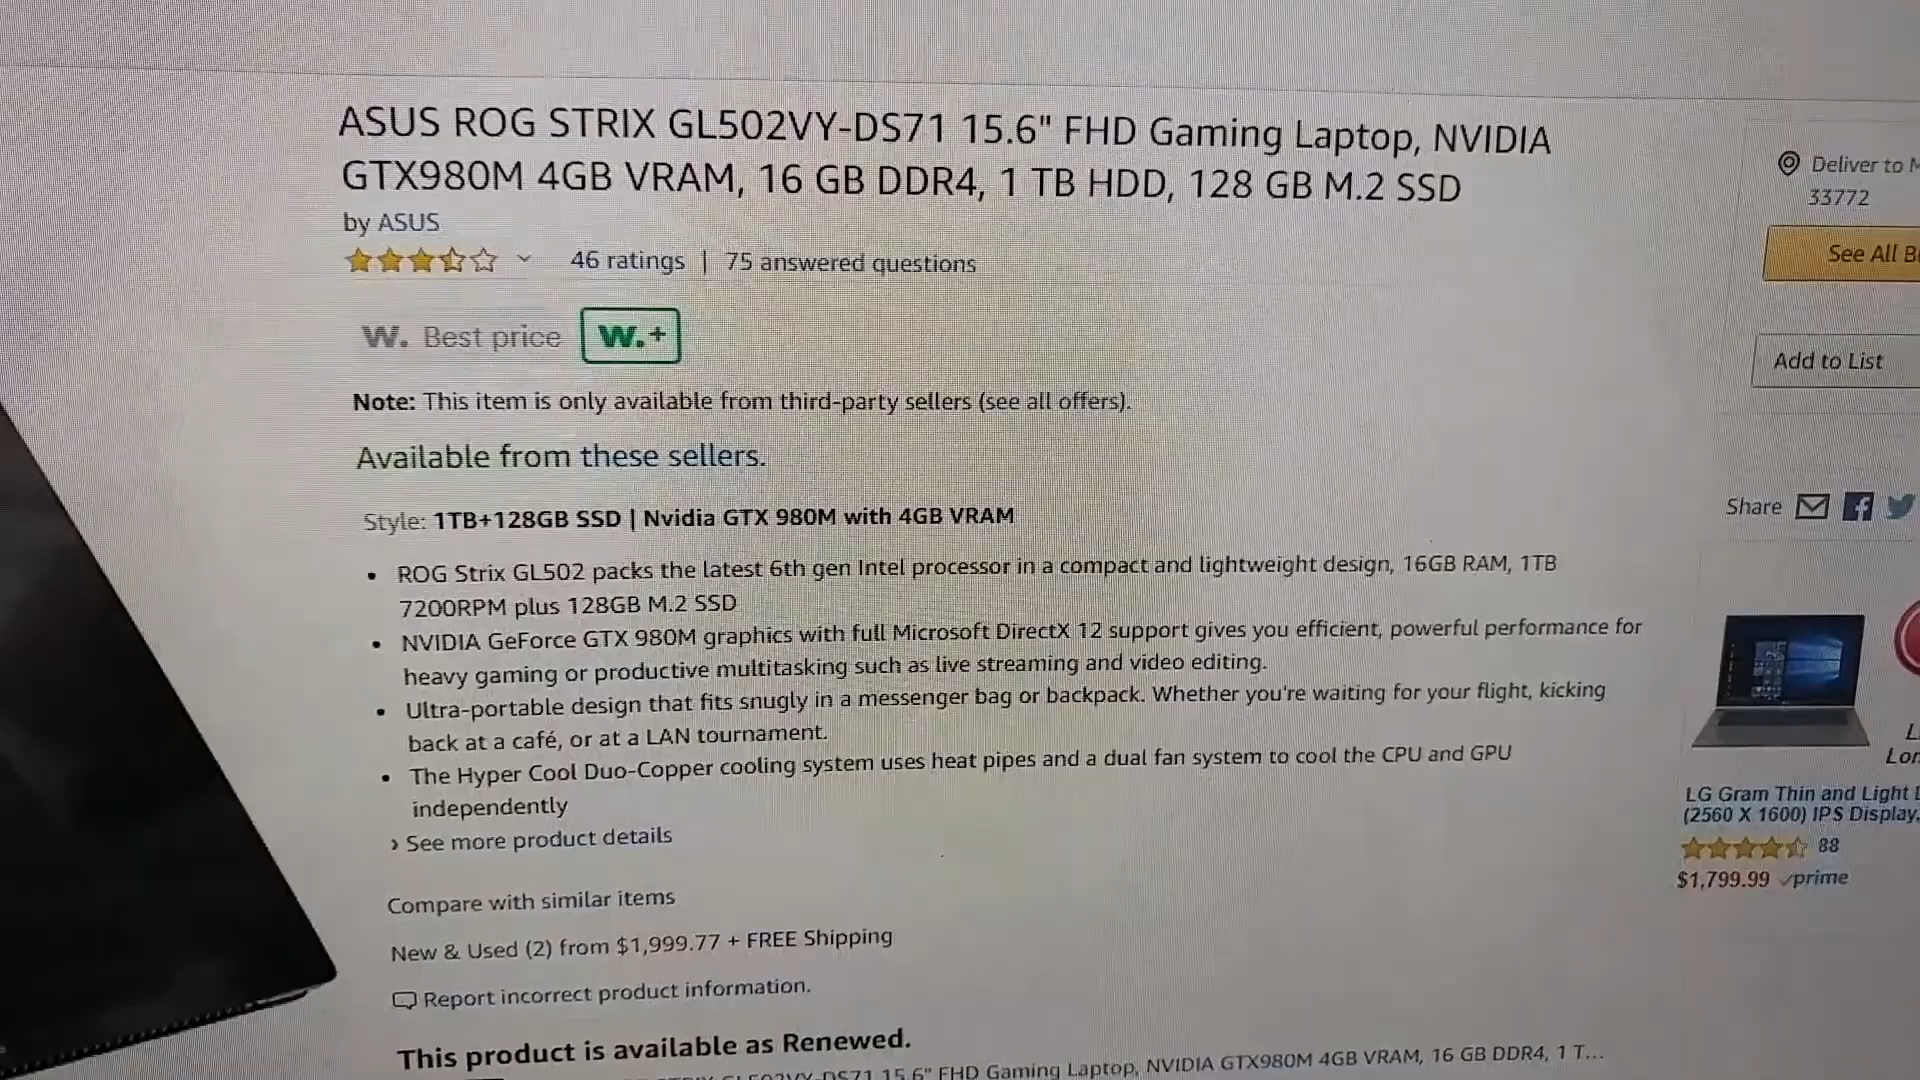 ASUS ROG STRIX GL502VY-DS71 15.6" FHD Gaming Laptop, NVIDIA
GTX980M 4GB VRAM, 16 GB DDR4, 1 TB HDD, 128 GB M.2 SSD
by ASUS
46 ratings | 75 answered questions
W. Best price W.+
Note: This item is only available from third-party sellers (see all offers).
Available from these sellers.
Style: 1TB+128GB SSD | Nvidia GTX 980M with 4GB VRAM
• ROG Strix GL502 packs the latest 6th gen Intel processor in a compact and lightweight design, 16GB RAM, 1TB
7200RPM plus 128GB M.2 SSD
• NVIDIA GeForce GTX 980M graphics with full Microsoft DirectX 12 support gives you efficient, powerful performance for
heavy gaming or productive multitasking such as live streaming and video editing.
• Ultra-portable design that fits snugly in a messenger bag or backpack. Whether you're waiting for your flight, kicking
back at a café, or at a LAN tournament.
• The Hyper Cool Duo-Copper cooling system uses heat pipes and a dual fan system to cool the CPU and GPU
independently
› See more product details
Compare with similar items
New & Used (2) from $1,999.77 + FREE Shipping
Report incorrect product information.
This product is available as Renewed.
DS71 15.6" FHD Gaming Laptop, NVIDIA GTX980M 4GB VRAM, 16 GB DDR4, 1 T...
Deliver to
33772
See All
Add to List
Share
LG Gram Thin and Light
(2560 X 1600) IPS Display,
88
$1,799.99 prime